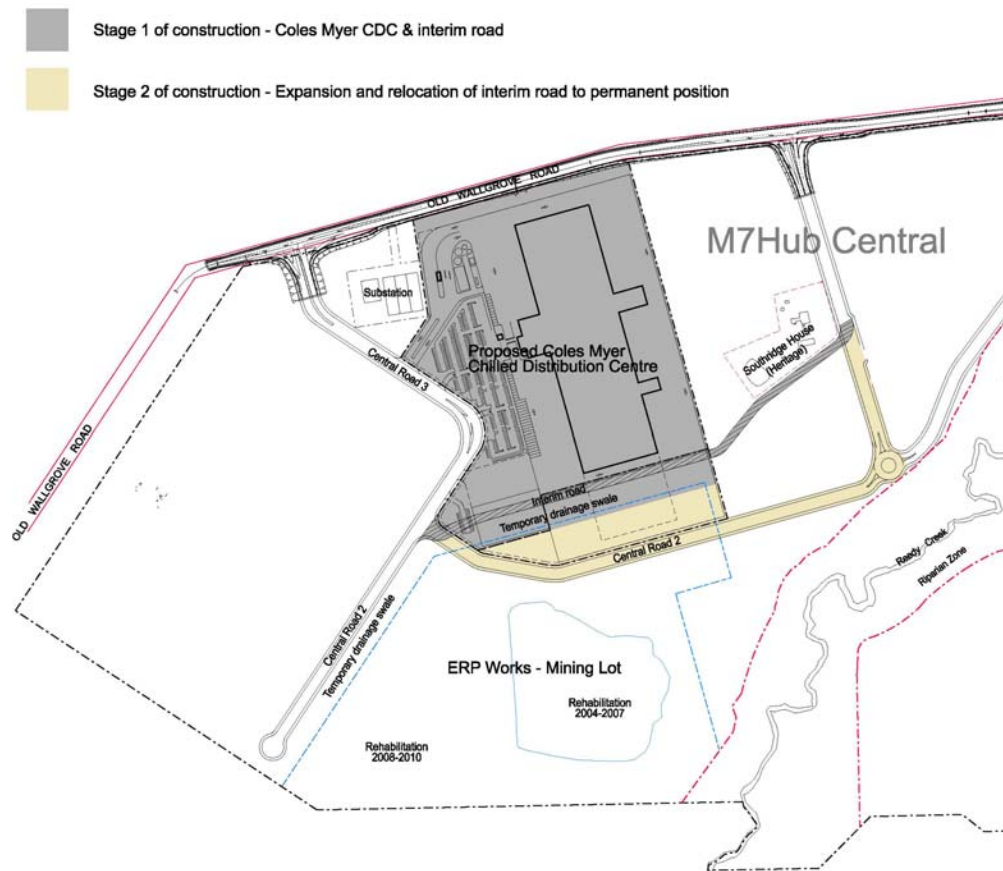 Stage 1 of construction - Coles Myer CDC & interim road
Stage 2 of construction - Expansion and relocation of interim road to permanent position
OLD WALLGROVE ROAD
M7Hub Central
Substation
Southridge House
(Heritage)
Central Road 3
Proposed Coles Myer
Chilled Distribution Centre
OLD WALLGROVE ROAD
Interim road
Temporary drainage swale
Central Road 2
Reedy Creek
Riparian Zone
Central Road 2
Temporary drainage swale
ERP Works - Mining Lot
Rehabilitation
2004-2007
Rehabilitation
2008-2010